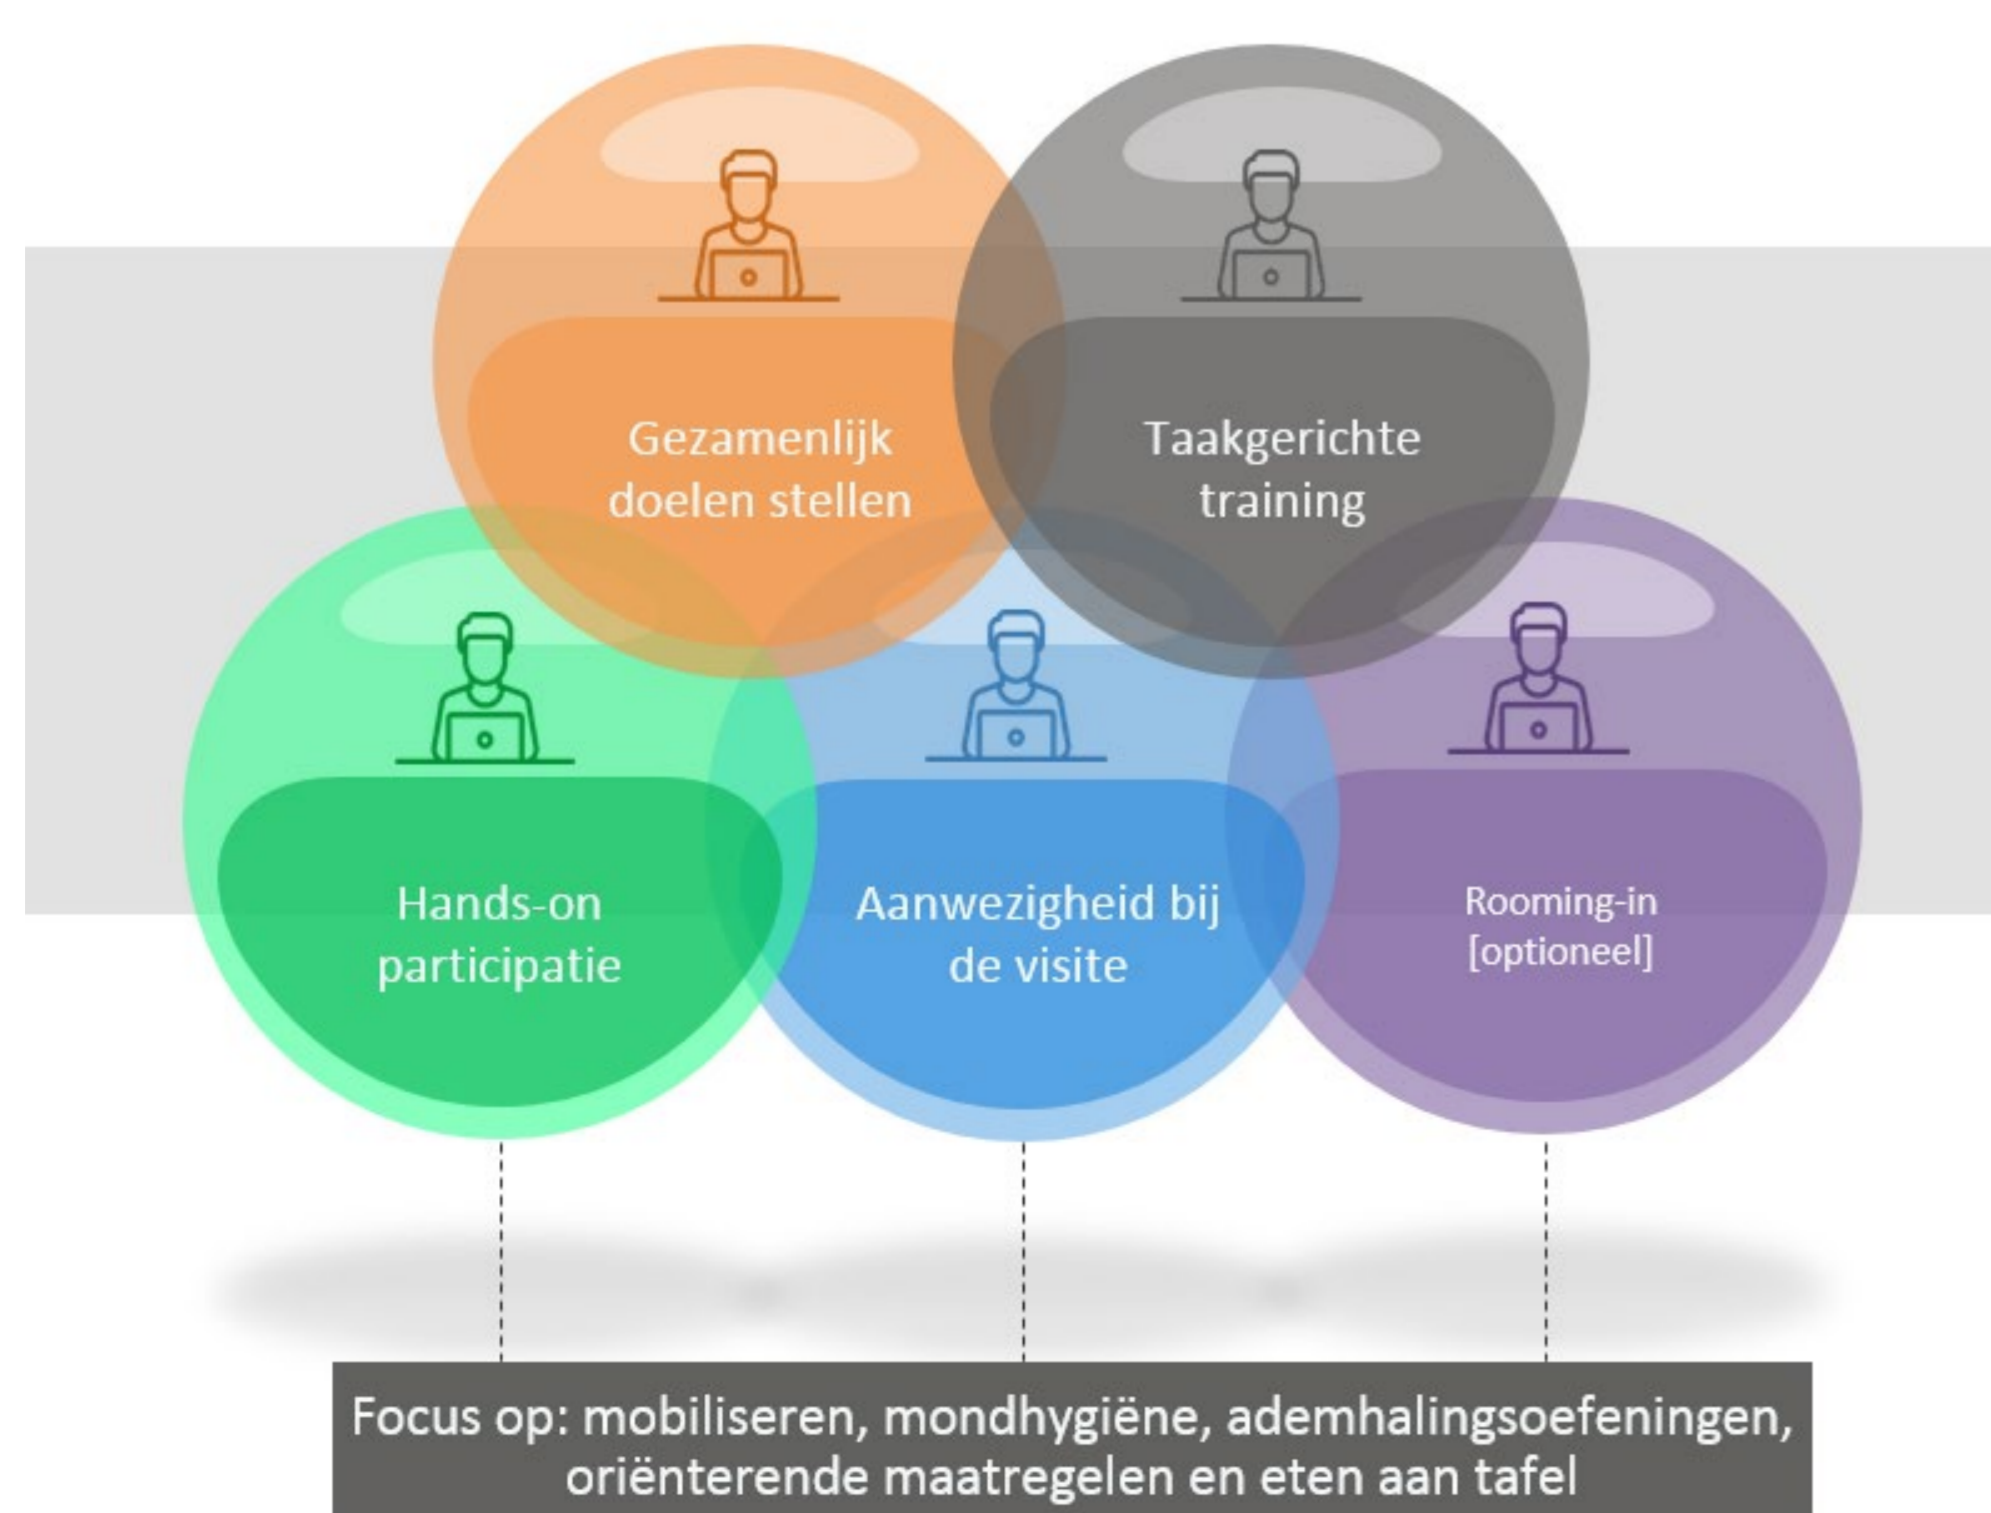 Gezamenlijk
doelen stellen
Taakgerichte
training
Hands-on
participatie
Aanwezigheid bij
de visite
Rooming-in
[optioneel]
Focus op: mobiliseren, mondhygiëne, ademhalingsoefeningen,
oriënterende maatregelen en eten aan tafel